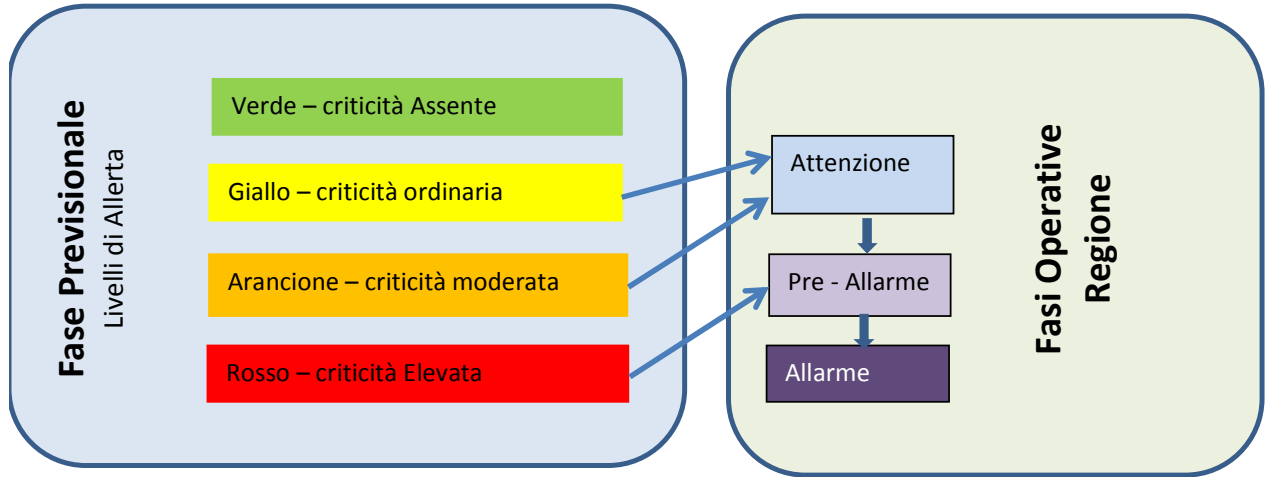 Fase Previsionale
Livelli di Allerta
Verde – criticità Assente
Giallo – criticità ordinaria
Arancione – criticità moderata
Rosso – criticità Elevata
Attenzione
Pre - Allarme
Allarme
Fasi Operative
Regione